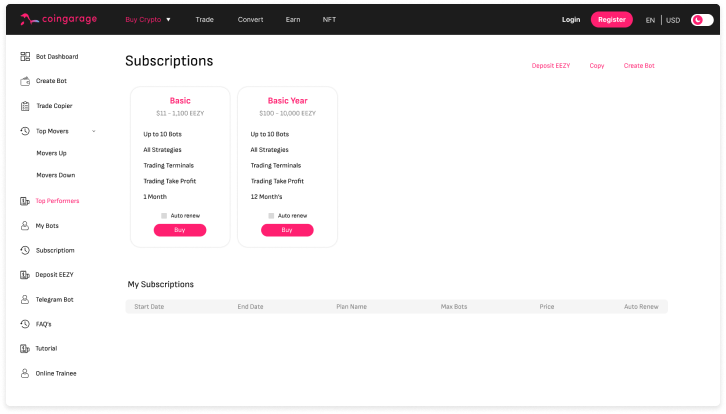 coingarage
Buy Crypto ▼ Trade Convert Earn NFT Login Register EN | USD
Bot Dashboard
Create Bot
Trade Copier
Top Movers
Movers Up
Movers Down
Top Performers
My Bots
Subscriptiom
Deposit EEZY
Telegram Bot
FAQ's
Tutorial
Online Trainee
Subscriptions
Deposit EEZY Copy Create Bot
Basic
$11 - 1,100 EEZY
Up to 10 Bots
All Strategies
Trading Terminals
Trading Take Profit
1 Month
Auto renew
Buy
Basic Year
$100 - 10,000 EEZY
Up to 10 Bots
All Strategies
Trading Terminals
Trading Take Profit
12 Month's
Auto renew
Buy
My Subscriptions
Start Date End Date Plan Name Max Bots Price Auto Renew